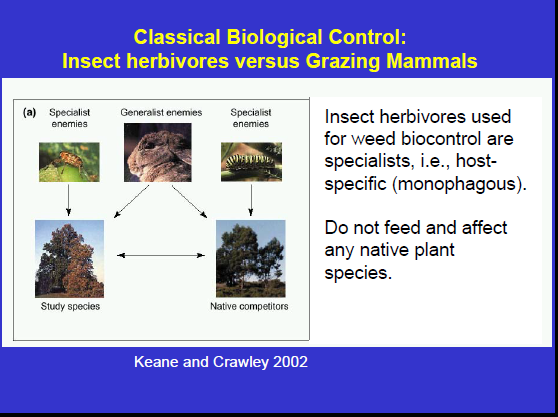 Classical Biological Control:
Insect herbivores versus Grazing Mammals
(a) Specialist enemies
Generalist enemies
Specialist enemies
Study species
Native competitors
Insect herbivores used
for weed biocontrol are
specialists, i.e., host-
specific (monophagous).
Do not feed and affect
any native plant
species.
Keane and Crawley 2002